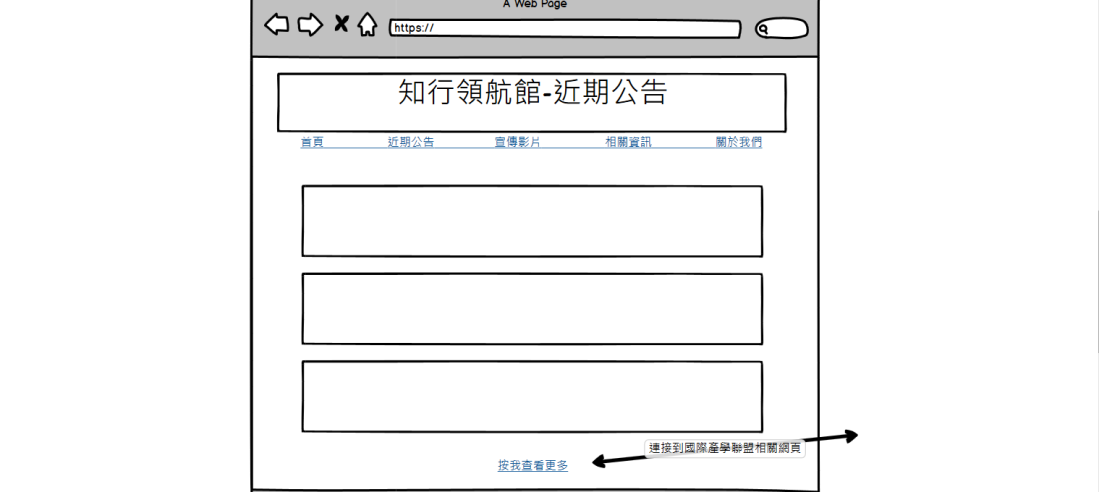 A Web Page
https://
知行領航館-近期公告
首頁 近期公告 宣傳影片 相關資訊 關於我們
連接到國際產學聯盟相關網頁
按我查看更多